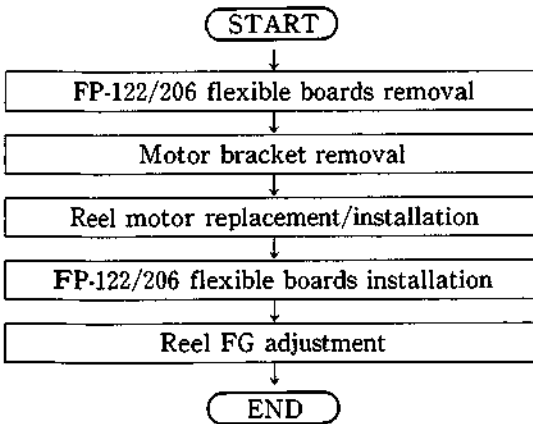 START
FP-122/206 flexible boards removal
Motor bracket removal
Reel motor replacement/installation
FP-122/206 flexible boards installation
Reel FG adjustment
END